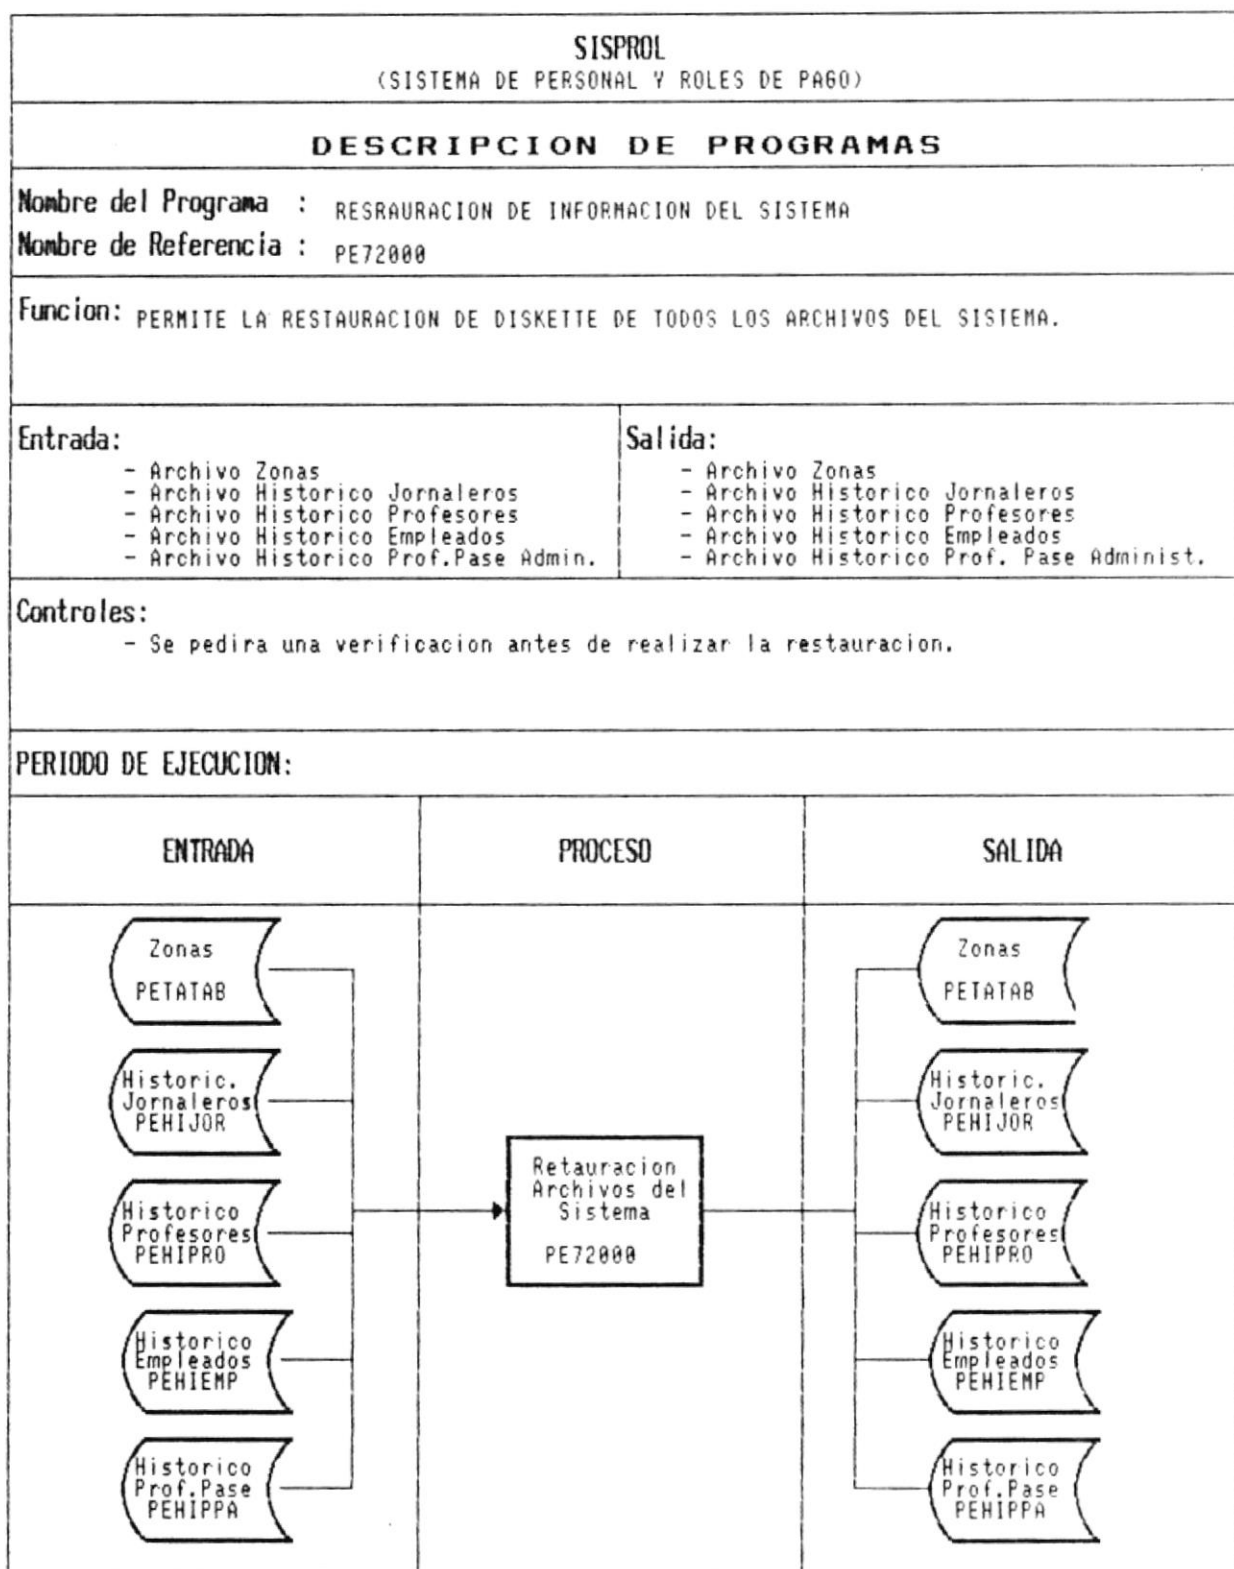 SISPROL
(SISTEMA DE PERSONAL Y ROLES DE PAGO)
DESCRIPCION DE PROGRAMAS
Nombre del Programa : RESRAURACION DE INFORMACION DEL SISTEMA
Nombre de Referencia : PE72000
Funcion: PERMITE LA RESTAURACION DE DISKETTE DE TODOS LOS ARCHIVOS DEL SISTEMA.
Entrada:
- Archivo Zonas
- Archivo Historico Jornaleros
- Archivo Historico Profesores
- Archivo Historico Empleados
- Archivo Historico Prof.Pase Admin.
Salida:
- Archivo Zonas
- Archivo Historico Jornaleros
- Archivo Historico Profesores
- Archivo Historico Empleados
- Archivo Historico Prof. Pase Administ.
Controles:
- Se pedira una verificacion antes de realizar la restauracion.
PERIODO DE EJECUCION:
ENTRADA
PROCESO
SALIDA
Zonas
PETATAB
Historic.
Jornaleros
PEHIJOR
Historico
Profesores
PEHIPRO
Historico
Empleados
PEHIEMP
Historico
Prof.Pase
PEHIPPA
Retauracion
Archivos del
Sistema
PE72000
Zonas
PETATAB
Historic.
Jornaleros
PEHIJOR
Historico
Profesores
PEHIPRO
Historico
Empleados
PEHIEMP
Historico
Prof.Pase
PEHIPPA